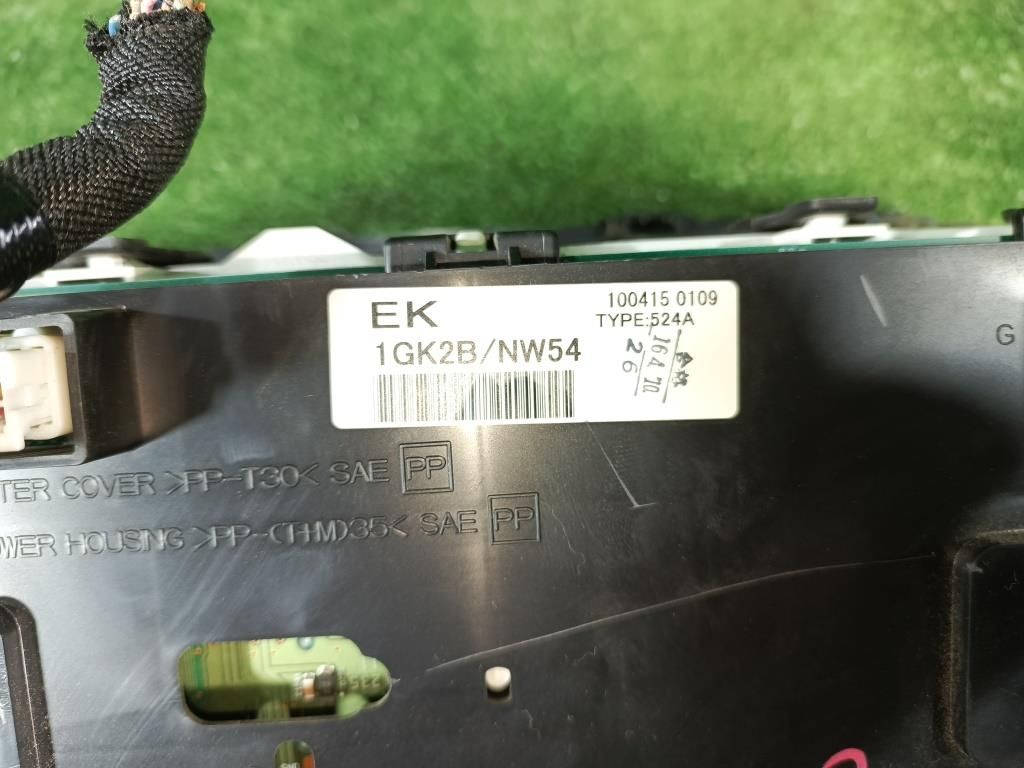 EK
100415 0109
TYPE:524A
1GK2B/NW54
26
TER COVER >PP-T30< SAE PP
WER HOUSING >PP-(T+M)35< SAE PP
G